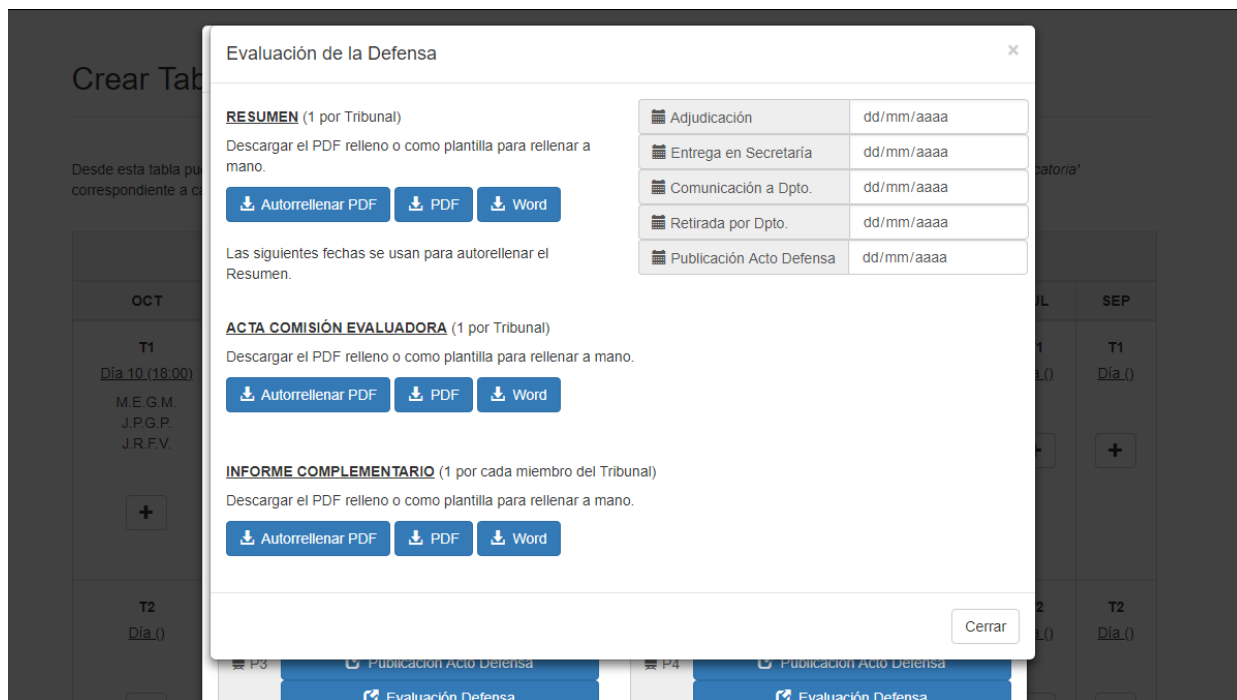 Evaluación de la Defensa
×
Crear Tab
RESUMEN (1 por Tribunal)
Descargar el PDF relleno o como plantilla para rellenar a
mano.
Autorrellenar PDF PDF Word
Las siguientes fechas se usan para autorellenar el
Resumen.
Adjudicación dd/mm/aaaa
Entrega en Secretaría dd/mm/aaaa
Comunicación a Dpto. dd/mm/aaaa
Retirada por Dpto. dd/mm/aaaa
Publicación Acto Defensa dd/mm/aaaa
Desde esta tabla pu catoria"
correspondiente a ca
OCT UL SEP
ACTA COMISIÓN EVALUADORA (1 por Tribunal)
Descargar el PDF relleno o como plantilla para rellenar a mano.
Autorrellenar PDF PDF Word
T1 1 T1
Día 10 (18:00) a () Día ()
M.E.G.M.
J.P.G.P.
J.R.F.V.
+ +
INFORME COMPLEMENTARIO (1 por cada miembro del Tribunal)
Descargar el PDF relleno o como plantilla para rellenar a mano.
Autorrellenar PDF PDF Word
+
T2 2 T2
Día () a () Día ()
Cerrar
P3 Publicación Acto Defensa P4 Publicación Acto Defensa
Evaluación Defensa Evaluación Defensa